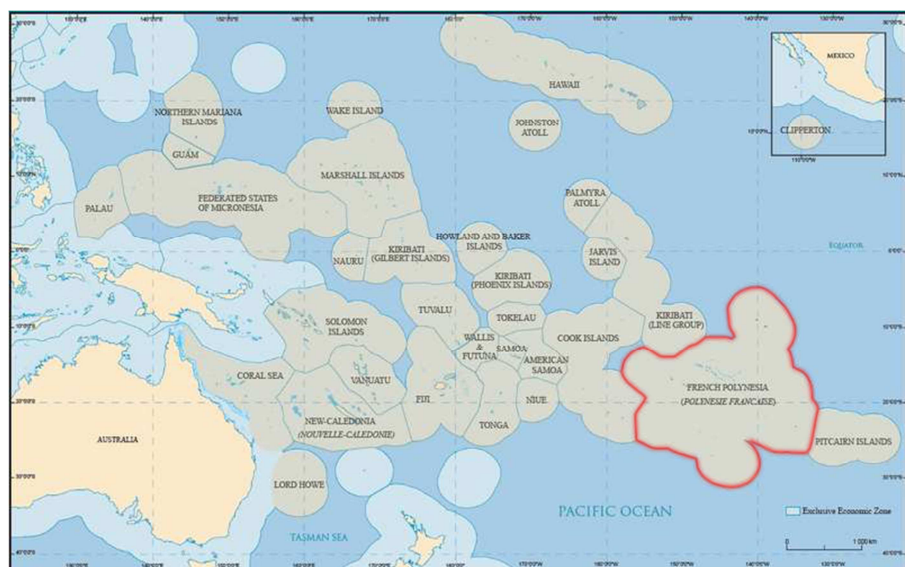 MEXICO
CLIPPERTON
HAWAII
NORTHERN MARIANA
ISLANDS
WAKE ISLAND
JOHNSTON
ATOLL
GUAM
MARSHALL ISLANDS
PALAU
FEDERATED STATES
OF MICRONESIA
PALMYRA
ATOLL
HOWLAND AND BAKER
ISLANDS
EQUATOR
NAURU
KIRIBATI
(GILBERT ISLANDS)
JARVIS
ISLAND
KIRIBATI
(PHOENIX ISLANDS)
TUVALU
TOKELAU
KIRIBATI
(LINE GROUP)
SOLOMON
ISLANDS
WALLIS
&
FUTUNA
SAMOA
COOK ISLANDS
AMERICAN
SAMOA
CORAL SEA
VANUATU
FIJI
NIUE
FRENCH POLYNESIA
(POLYNESIE FRANCAISE)
NEW-CALEDONIA
(NOUVELLE-CALEDONIE)
TONGA
AUSTRALIA
PITCAIRN ISLANDS
LORD HOWE
PACIFIC OCEAN
Exclusive Economic Zone
TASMAN SEA
0
1 000 km